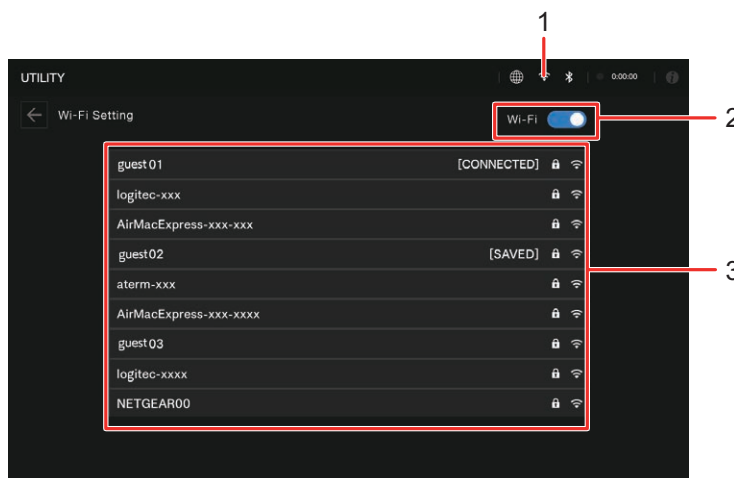 1
UTILITY 0:00:00
Wi-Fi Setting Wi-Fi 2
guest 01 [CONNECTED]
logitec-xxx
AirMacExpress-xxx-xxx
guest02 [SAVED] 3
aterm-xxx
AirMacExpress-xxx-xxxx
guest 03
logitec-xxxx
NETGEAR00